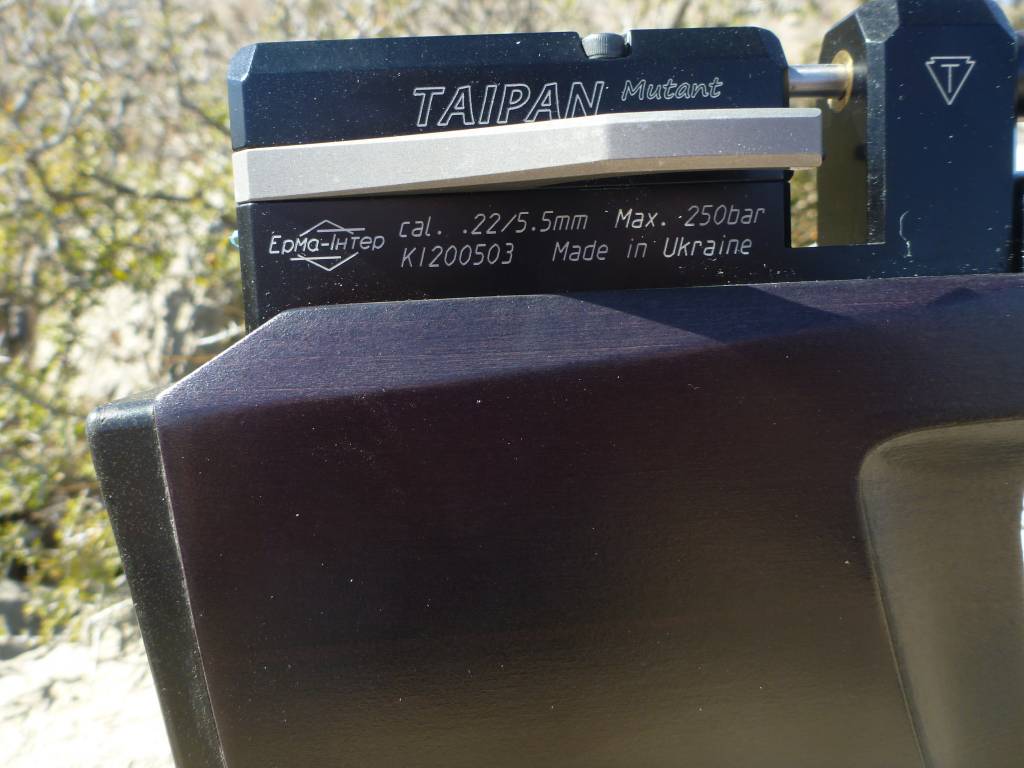 TAIPAN Mutant
T
ЕрМа-Інтер
cal. .22/5.5mm Max. 250bar
KI200503 Made in Ukraine